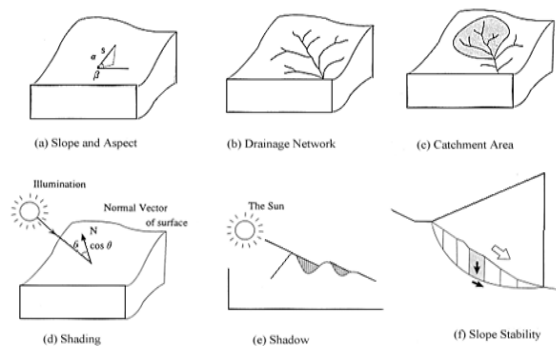 s
α
β
(a) Slope and Aspect
(b) Drainage Network
(c) Catchment Area
Illumination
Normal Vector
of surface
N
cos θ
(d) Shading
The Sun
(e) Shadow
(f) Slope Stability